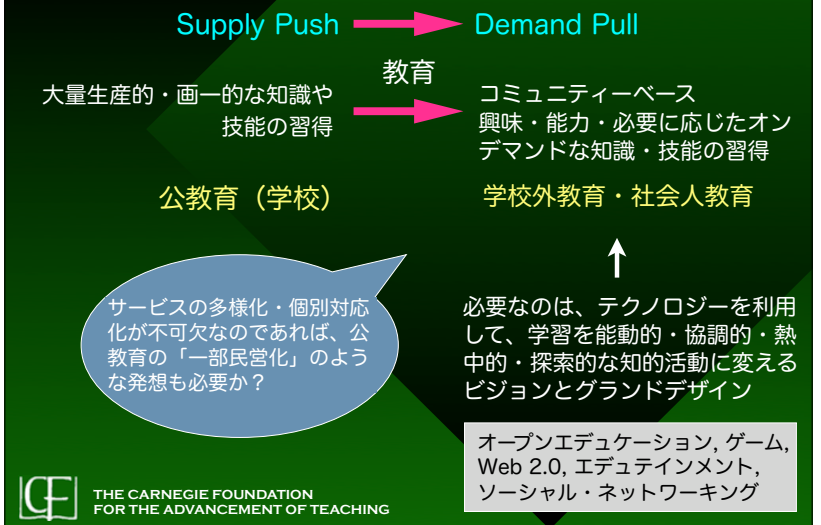 Supply Push
Demand Pull
教育
大量生産的・画一的な知識や
技能の習得
コミュニティーベース
興味・能力・必要に応じたオン
デマンドな知識・技能の習得
公教育（学校）
学校外教育・社会人教育
サービスの多様化・個別対応
化が不可欠なのであれば、公
教育の「一部民営化」のよう
な発想も必要か？
必要なのは、テクノロジーを利用
して、学習を能動的・協調的・熱
中的・探索的な知的活動に変える
ビジョンとグランドデザイン
オープンエデュケーション, ゲーム,
Web 2.0, エデュテインメント,
ソーシャル・ネットワーキング
CF
THE CARNEGIE FOUNDATION
FOR THE ADVANCEMENT OF TEACHING